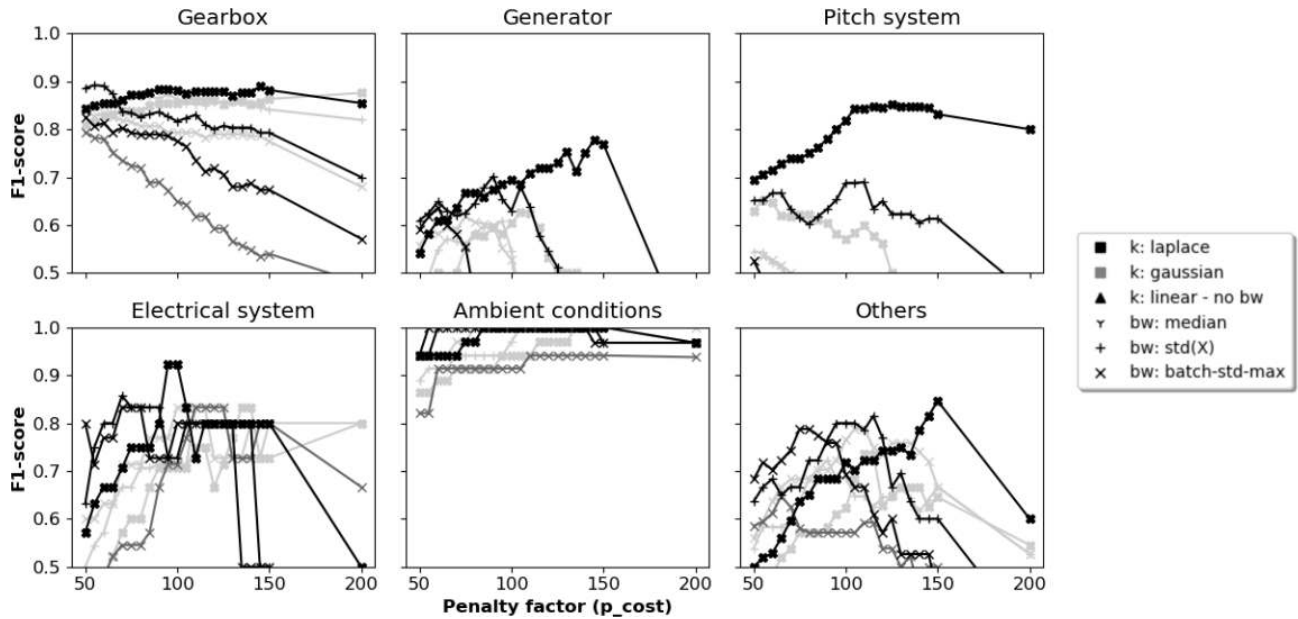 Gearbox Generator Pitch system
1.0
0.9
0.8
0.7
0.6
0.5
F1-score
k: laplace
k: gaussian
k: linear - no bw
bw: median
bw: std(X)
bw: batch-std-max
Electrical system Ambient conditions Others
1.0
0.9
0.8
0.7
0.6
0.5
F1-score
50 100 150 200 50 100 150 200 50 100 150 200
Penalty factor (p_cost)